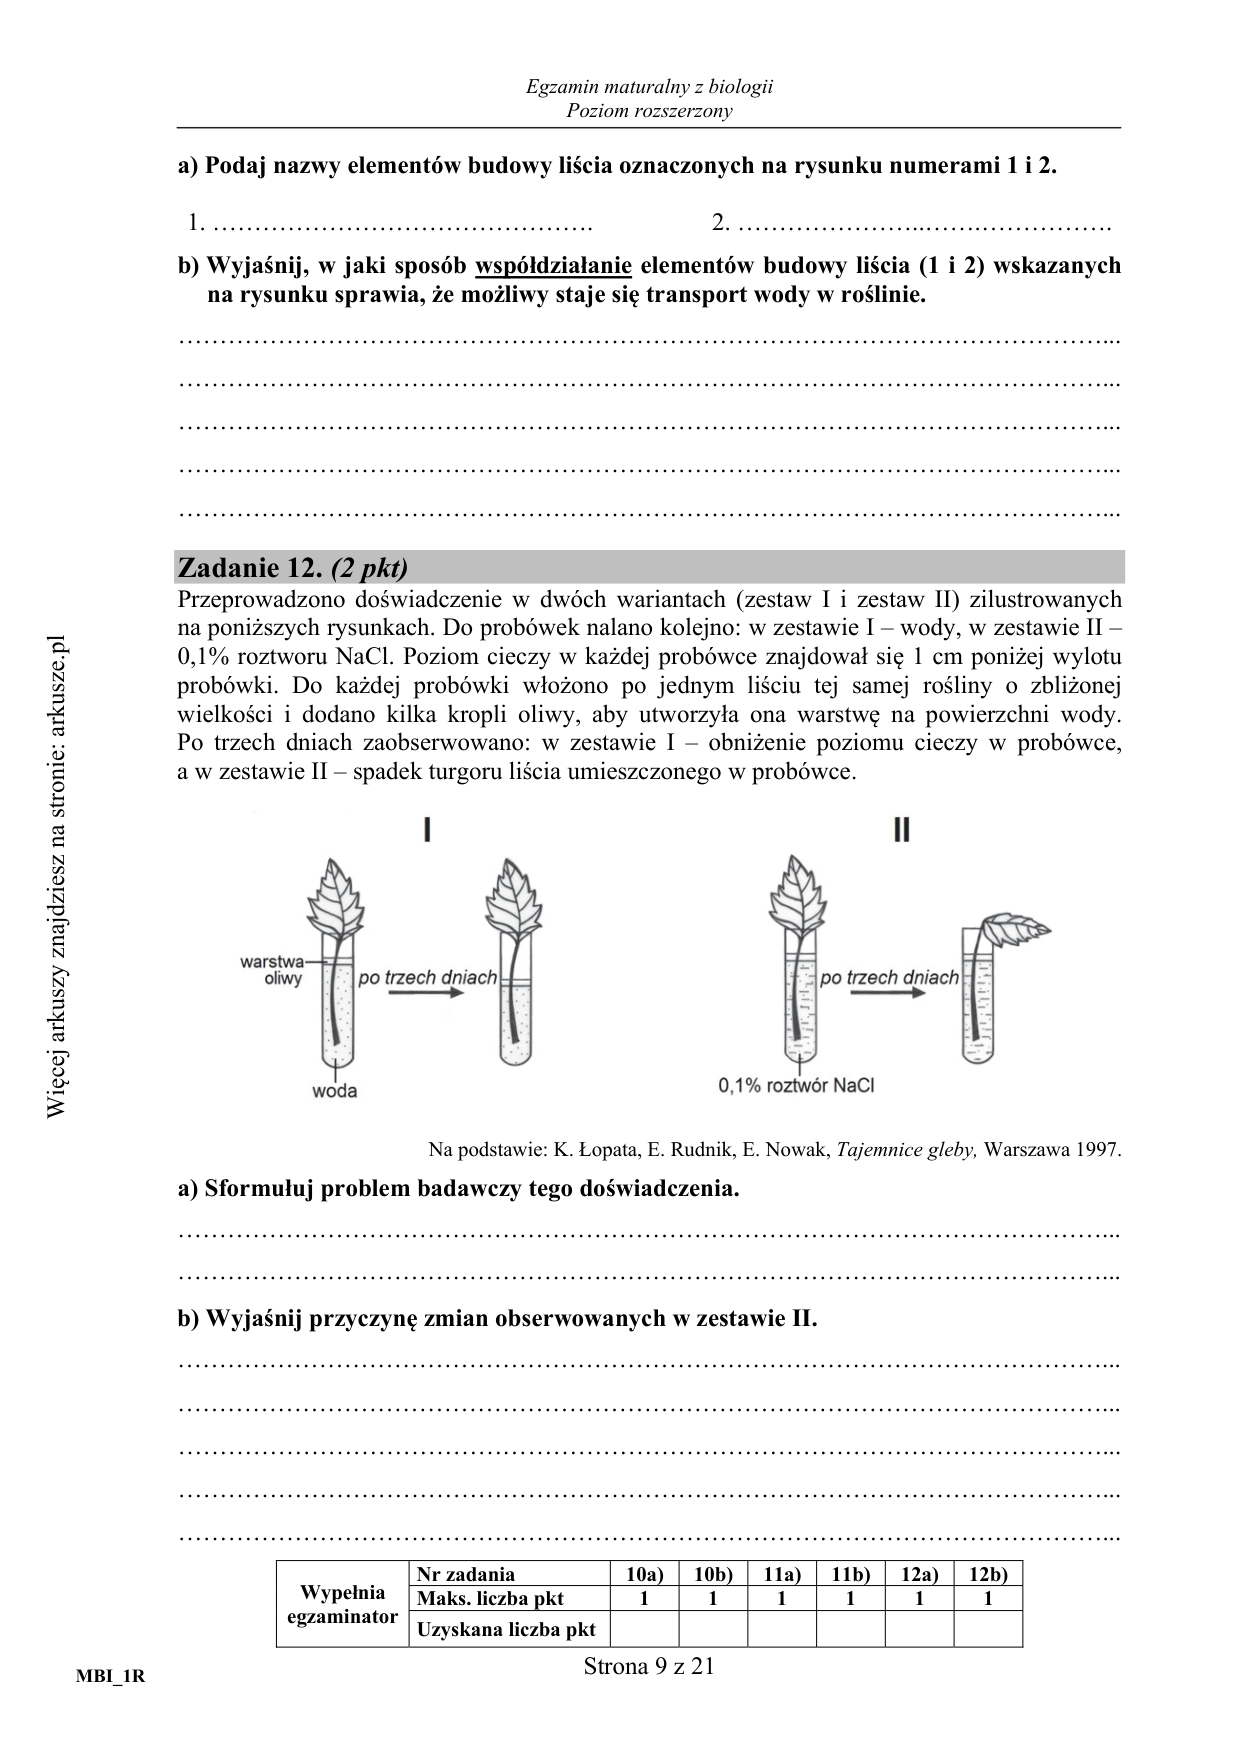 Egzamin maturalny z biologii
Poziom rozszerzony
a) Podaj nazwy elementów budowy liścia oznaczonych na rysunku numerami 1 i 2.
1. ………………………………………. 2. …………………..…….…………….
b) Wyjaśnij, w jaki sposób współdziałanie elementów budowy liścia (1 i 2) wskazanych
na rysunku sprawia, że możliwy staje się transport wody w roślinie.
…………………………………………………………………………………………………...
…………………………………………………………………………………………………...
…………………………………………………………………………………………………...
…………………………………………………………………………………………………...
…………………………………………………………………………………………………...
Zadanie 12. (2 pkt)
Przeprowadzono doświadczenie w dwóch wariantach (zestaw I i zestaw II) zilustrowanych
na poniższych rysunkach. Do probówek nalano kolejno: w zestawie I – wody, w zestawie II –
0,1% roztworu NaCl. Poziom cieczy w każdej probówce znajdował się 1 cm poniżej wylotu
probówki. Do każdej probówki włożono po jednym liściu tej samej rośliny o zbliżonej
wielkości i dodano kilka kropli oliwy, aby utworzyła ona warstwę na powierzchni wody.
Po trzech dniach zaobserwowano: w zestawie I – obniżenie poziomu cieczy w probówce,
a w zestawie II – spadek turgoru liścia umieszczonego w probówce.
I II
warstwa
oliwy
po trzech dniach
woda
po trzech dniach
0,1% roztwór NaCl
Na podstawie: K. Łopata, E. Rudnik, E. Nowak, Tajemnice gleby, Warszawa 1997.
a) Sformułuj problem badawczy tego doświadczenia.
…………………………………………………………………………………………………...
…………………………………………………………………………………………………...
b) Wyjaśnij przyczynę zmian obserwowanych w zestawie II.
…………………………………………………………………………………………………...
…………………………………………………………………………………………………...
…………………………………………………………………………………………………...
…………………………………………………………………………………………………...
…………………………………………………………………………………………………...
Wypełnia
egzaminator
Nr zadania 10a) 10b) 11a) 11b) 12a) 12b)
Maks. liczba pkt 1 1 1 1 1 1
Uzyskana liczba pkt
Strona 9 z 21
MBI_1R
Więcej arkuszy znajdziesz na stronie: arkusze.pl